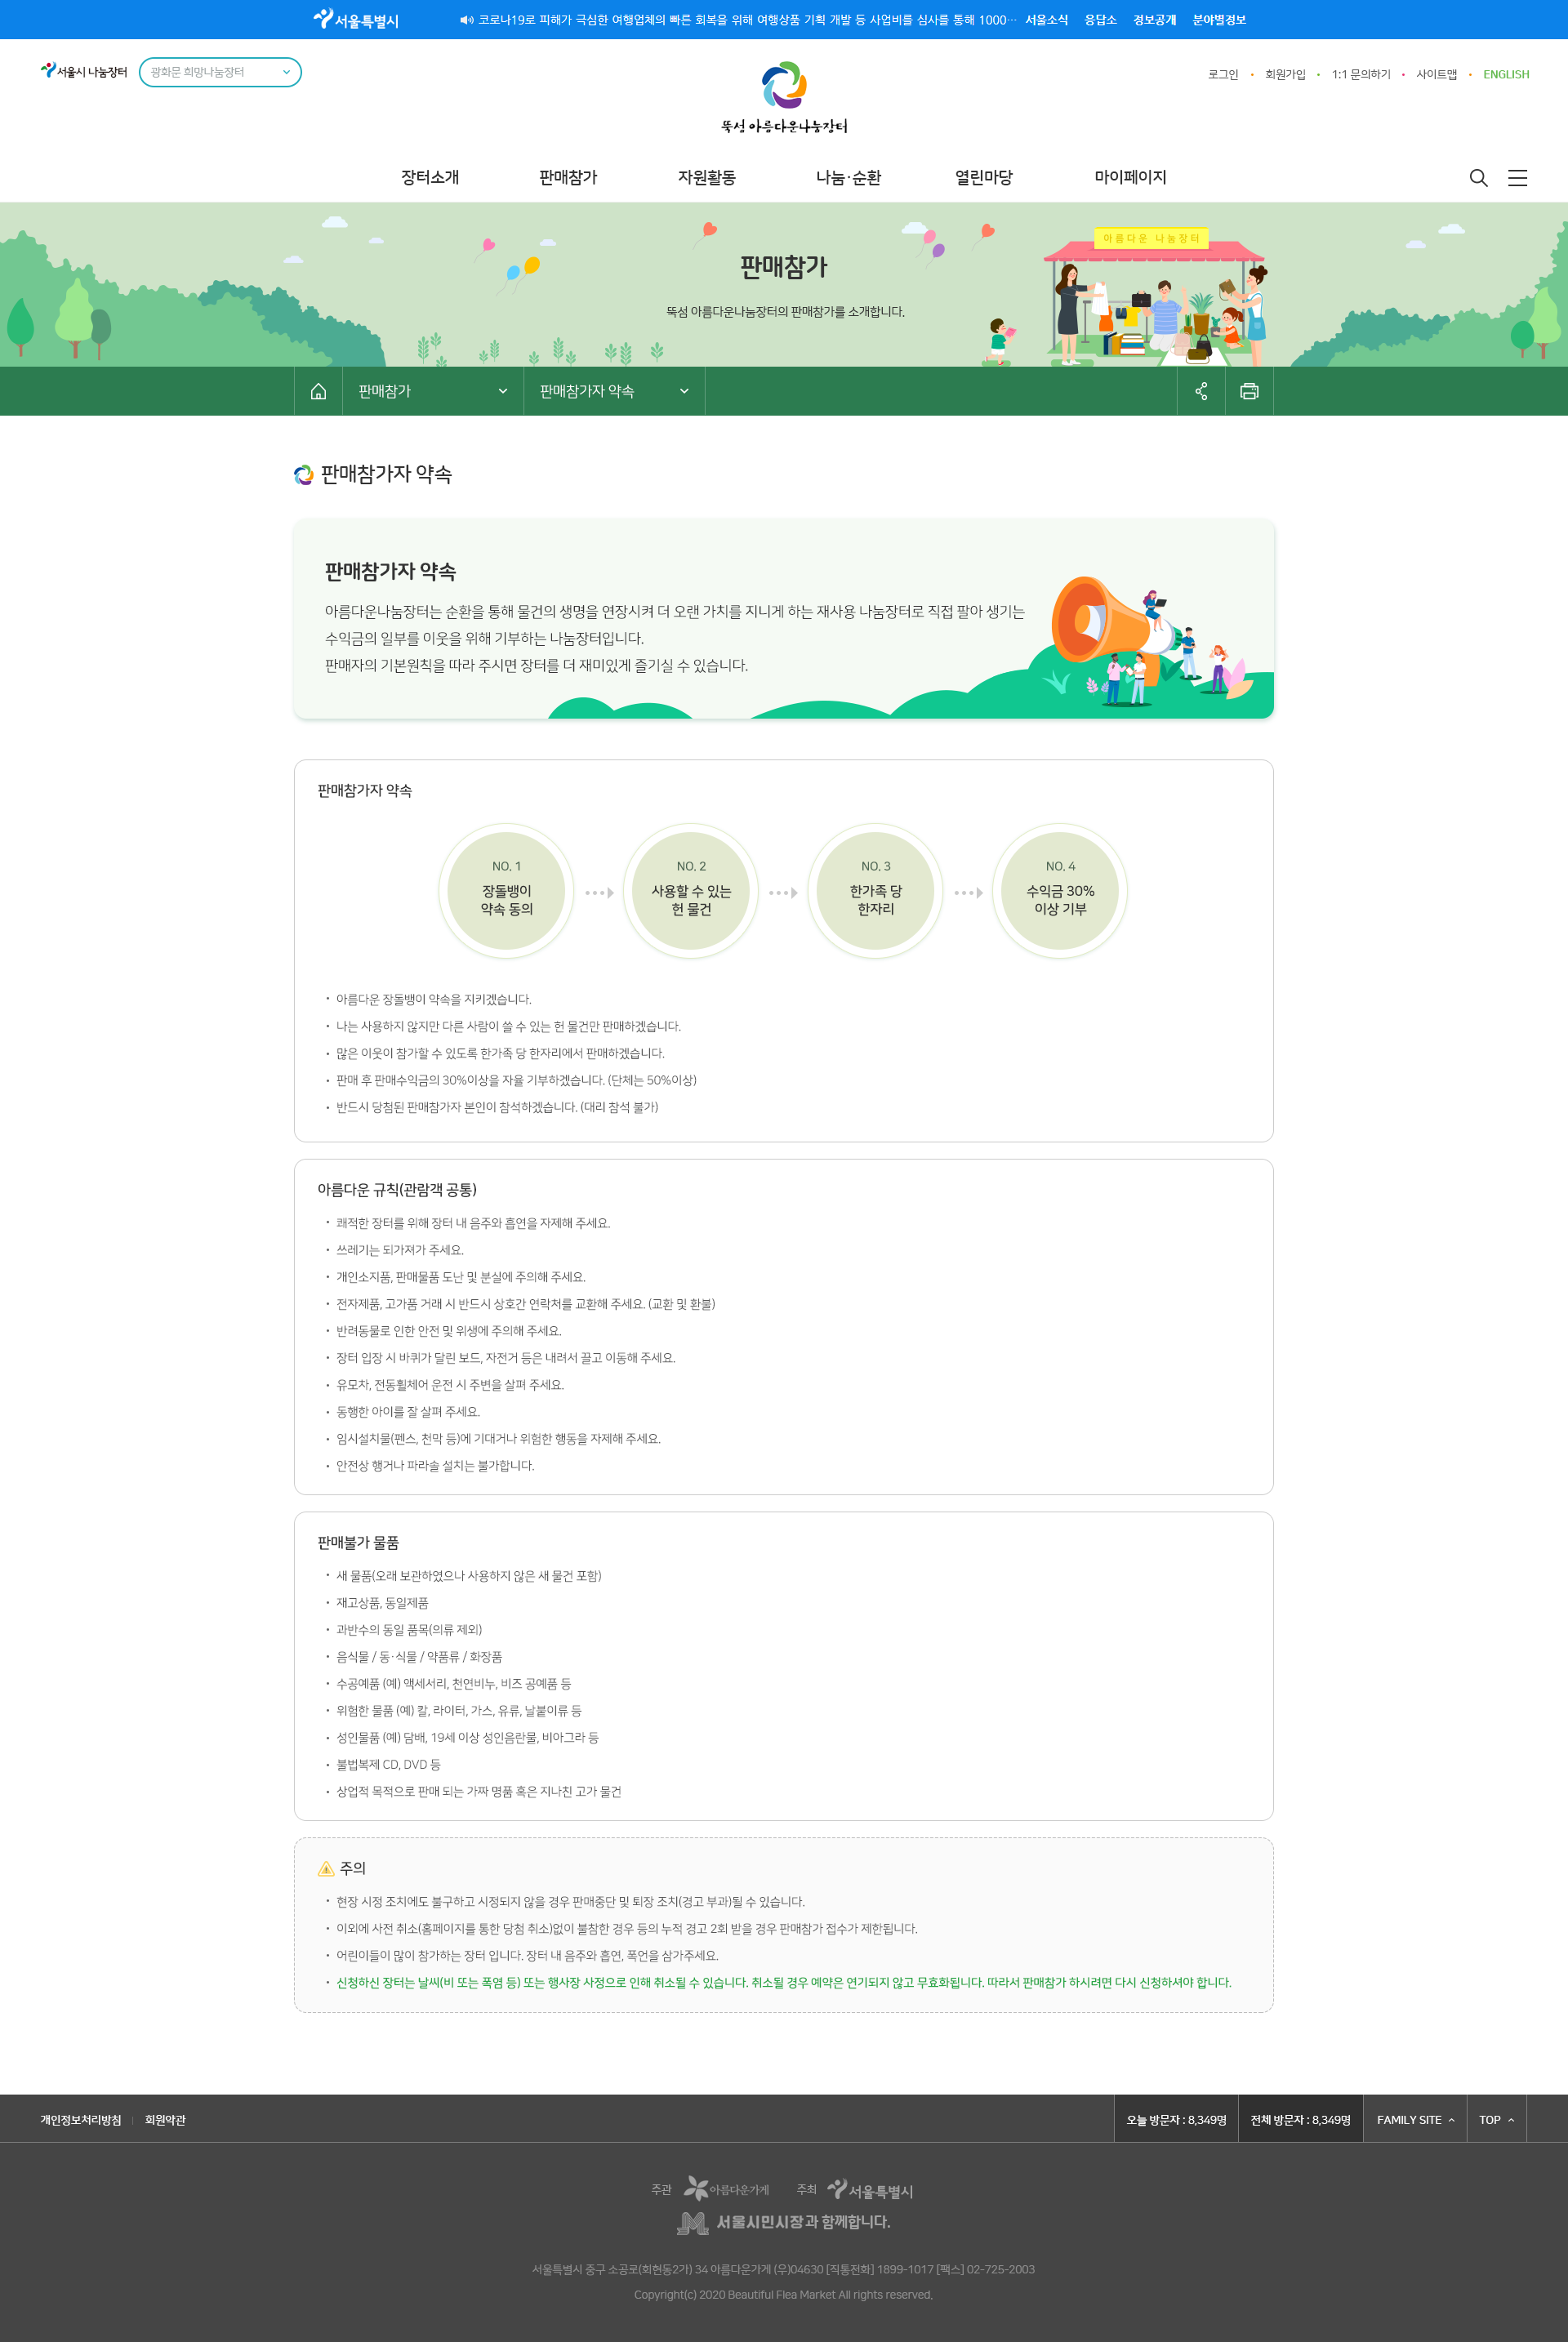 서울특별시
코로나19로 피해가 극심한 여행업체의 빠른 회복을 위해 여행상품 기획 개발 등 사업비를 심사를 통해 1000…
서울소식 응답소 정보공개 분야별정보
서울시 나눔장터
광화문 희망나눔장터
뚝섬 아름다운나눔장터
로그인 회원가입 1:1 문의하기 사이트맵 ENGLISH
장터소개 판매참가 자원활동 나눔·순환 열린마당 마이페이지
아름다운 나눔장터
판매참가
뚝섬 아름다운나눔장터의 판매참가를 소개합니다.
판매참가 판매참가자 약속
판매참가자 약속
판매참가자 약속
아름다운나눔장터는 순환을 통해 물건의 생명을 연장시켜 더 오랜 가치를 지니게 하는 재사용 나눔장터로 직접 팔아 생기는
수익금의 일부를 이웃을 위해 기부하는 나눔장터입니다.
판매자의 기본원칙을 따라 주시면 장터를 더 재미있게 즐기실 수 있습니다.
판매참가자 약속
NO. 1
장돌뱅이
약속 동의
NO. 2
사용할 수 있는
헌 물건
NO. 3
한가족 당
한자리
NO. 4
수익금 30%
이상 기부
• 아름다운 장돌뱅이 약속을 지키겠습니다.
• 나는 사용하지 않지만 다른 사람이 쓸 수 있는 헌 물건만 판매하겠습니다.
• 많은 이웃이 참가할 수 있도록 한가족 당 한자리에서 판매하겠습니다.
• 판매 후 판매수익금의 30%이상을 자율 기부하겠습니다. (단체는 50%이상)
• 반드시 당첨된 판매참가자 본인이 참석하겠습니다. (대리 참석 불가)
아름다운 규칙(관람객 공통)
• 쾌적한 장터를 위해 장터 내 음주와 흡연을 자제해 주세요.
• 쓰레기는 되가져가 주세요.
• 개인소지품, 판매물품 도난 및 분실에 주의해 주세요.
• 전자제품, 고가품 거래 시 반드시 상호간 연락처를 교환해 주세요. (교환 및 환불)
• 반려동물로 인한 안전 및 위생에 주의해 주세요.
• 장터 입장 시 바퀴가 달린 보드, 자전거 등은 내려서 끌고 이동해 주세요.
• 유모차, 전동휠체어 운전 시 주변을 살펴 주세요.
• 동행한 아이를 잘 살펴 주세요.
• 임시설치물(펜스, 천막 등)에 기대거나 위험한 행동을 자제해 주세요.
• 안전상 행거나 파라솔 설치는 불가합니다.
판매불가 물품
• 새 물품(오래 보관하였으나 사용하지 않은 새 물건 포함)
• 재고상품, 동일제품
• 과반수의 동일 품목(의류 제외)
• 음식물 / 동·식물 / 약품류 / 화장품
• 수공예품 (예) 액세서리, 천연비누, 비즈 공예품 등
• 위험한 물품 (예) 칼, 라이터, 가스, 유류, 날붙이류 등
• 성인물품 (예) 담배, 19세 이상 성인음란물, 비아그라 등
• 불법복제 CD, DVD 등
• 상업적 목적으로 판매 되는 가짜 명품 혹은 지나친 고가 물건
주의
• 현장 시정 조치에도 불구하고 시정되지 않을 경우 판매중단 및 퇴장 조치(경고 부과)될 수 있습니다.
• 이외에 사전 취소(홈페이지를 통한 당첨 취소)없이 불참한 경우 등의 누적 경고 2회 받을 경우 판매참가 접수가 제한됩니다.
• 어린이들이 많이 참가하는 장터 입니다. 장터 내 음주와 흡연, 폭언을 삼가주세요.
• 신청하신 장터는 날씨(비 또는 폭염 등) 또는 행사장 사정으로 인해 취소될 수 있습니다. 취소될 경우 예약은 연기되지 않고 무효화됩니다. 따라서 판매참가 하시려면 다시 신청하셔야 합니다.
개인정보처리방침 회원약관
오늘 방문자 : 8,349명 전체 방문자 : 8,349명 FAMILY SITE TOP
주관 아름다운가게 주최 서울특별시
서울시민시장과 함께합니다.
서울특별시 중구 소공로(회현동2가) 34 아름다운가게 (우)04630 [직통전화] 1899-1017 [팩스] 02-725-2003
Copyright(c) 2020 Beautiful Flea Market All rights reserved.